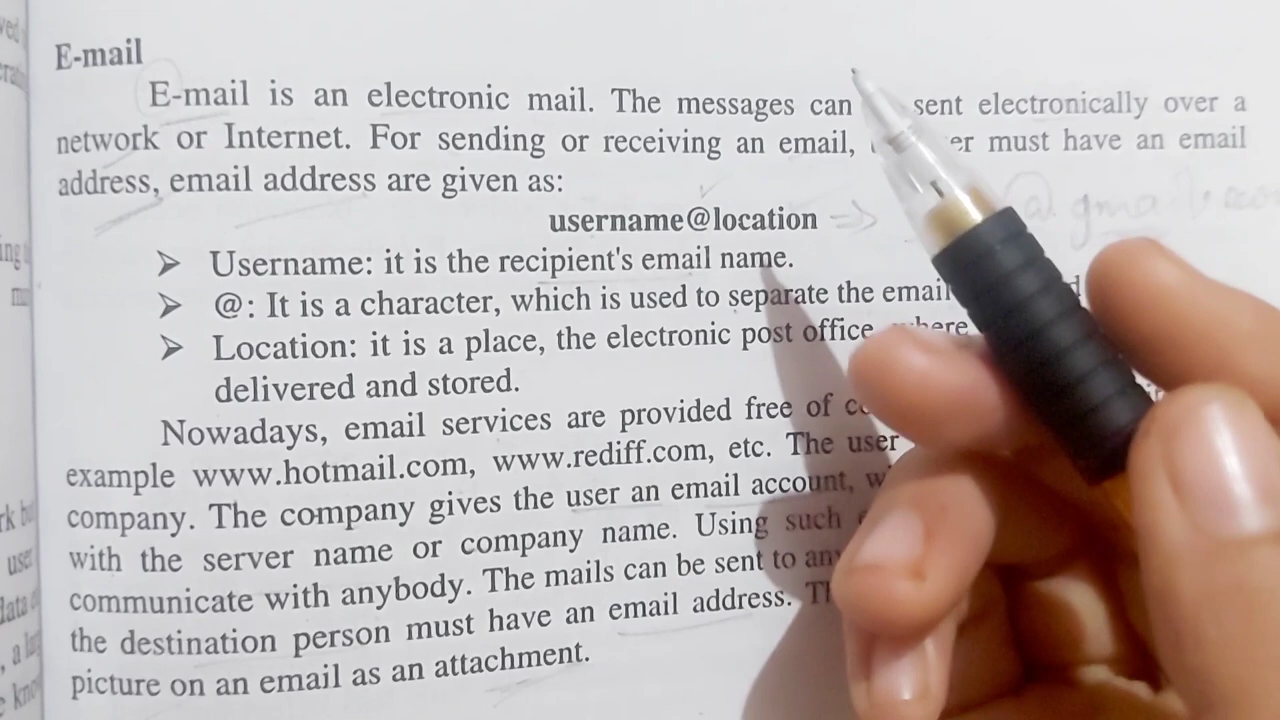 E-mail
E-mail is an electronic mail. The messages can sent electronically over a
network or Internet. For sending or receiving an email, must have an email
address, email address are given as:
username@location
➢ Username: it is the recipient's email name.
➢ @: It is a character, which is used to separate the email
➢ Location: it is a place, the electronic post office, where
delivered and stored.
Nowadays, email services are provided free of
example www.hotmail.com, www.rediff.com, etc. The user
company. The company gives the user an email account,
with the server name or company name. Using such
communicate with anybody. The mails can be sent to
the destination person must have an email address.
picture on an email as an attachment.